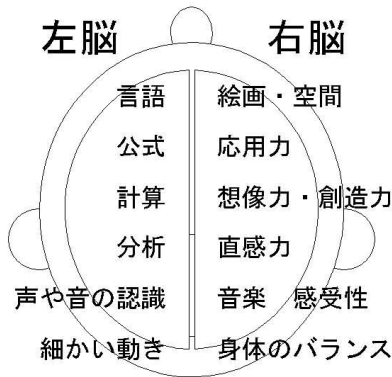 左脳 右脳
言語 絵画・空間
公式 応用力
計算 想像力・創造力
分析 直感力
声や音の認識 音楽 感受性
細かい動き 身体のバランス